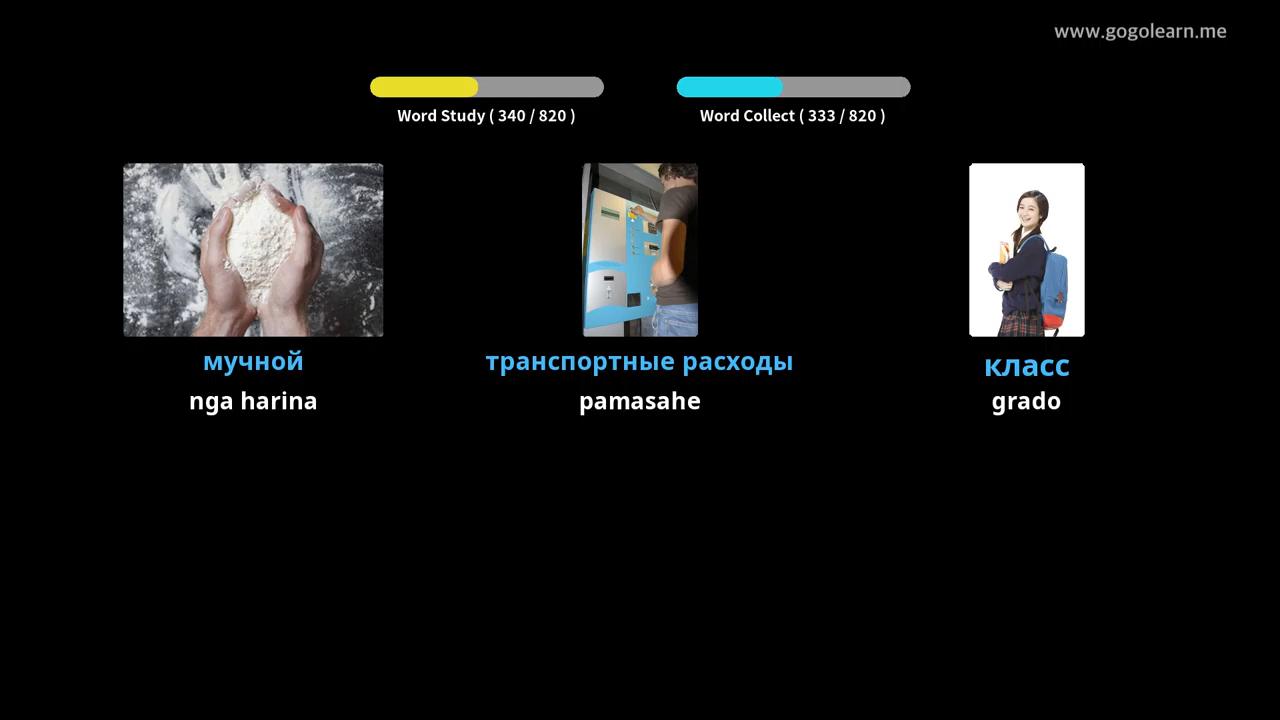 www.gogolearn.me
Word Study ( 340 / 820 )
Word Collect ( 333 / 820 )
мучной
nga harina
транспортные расходы
pamasahe
класс
grado